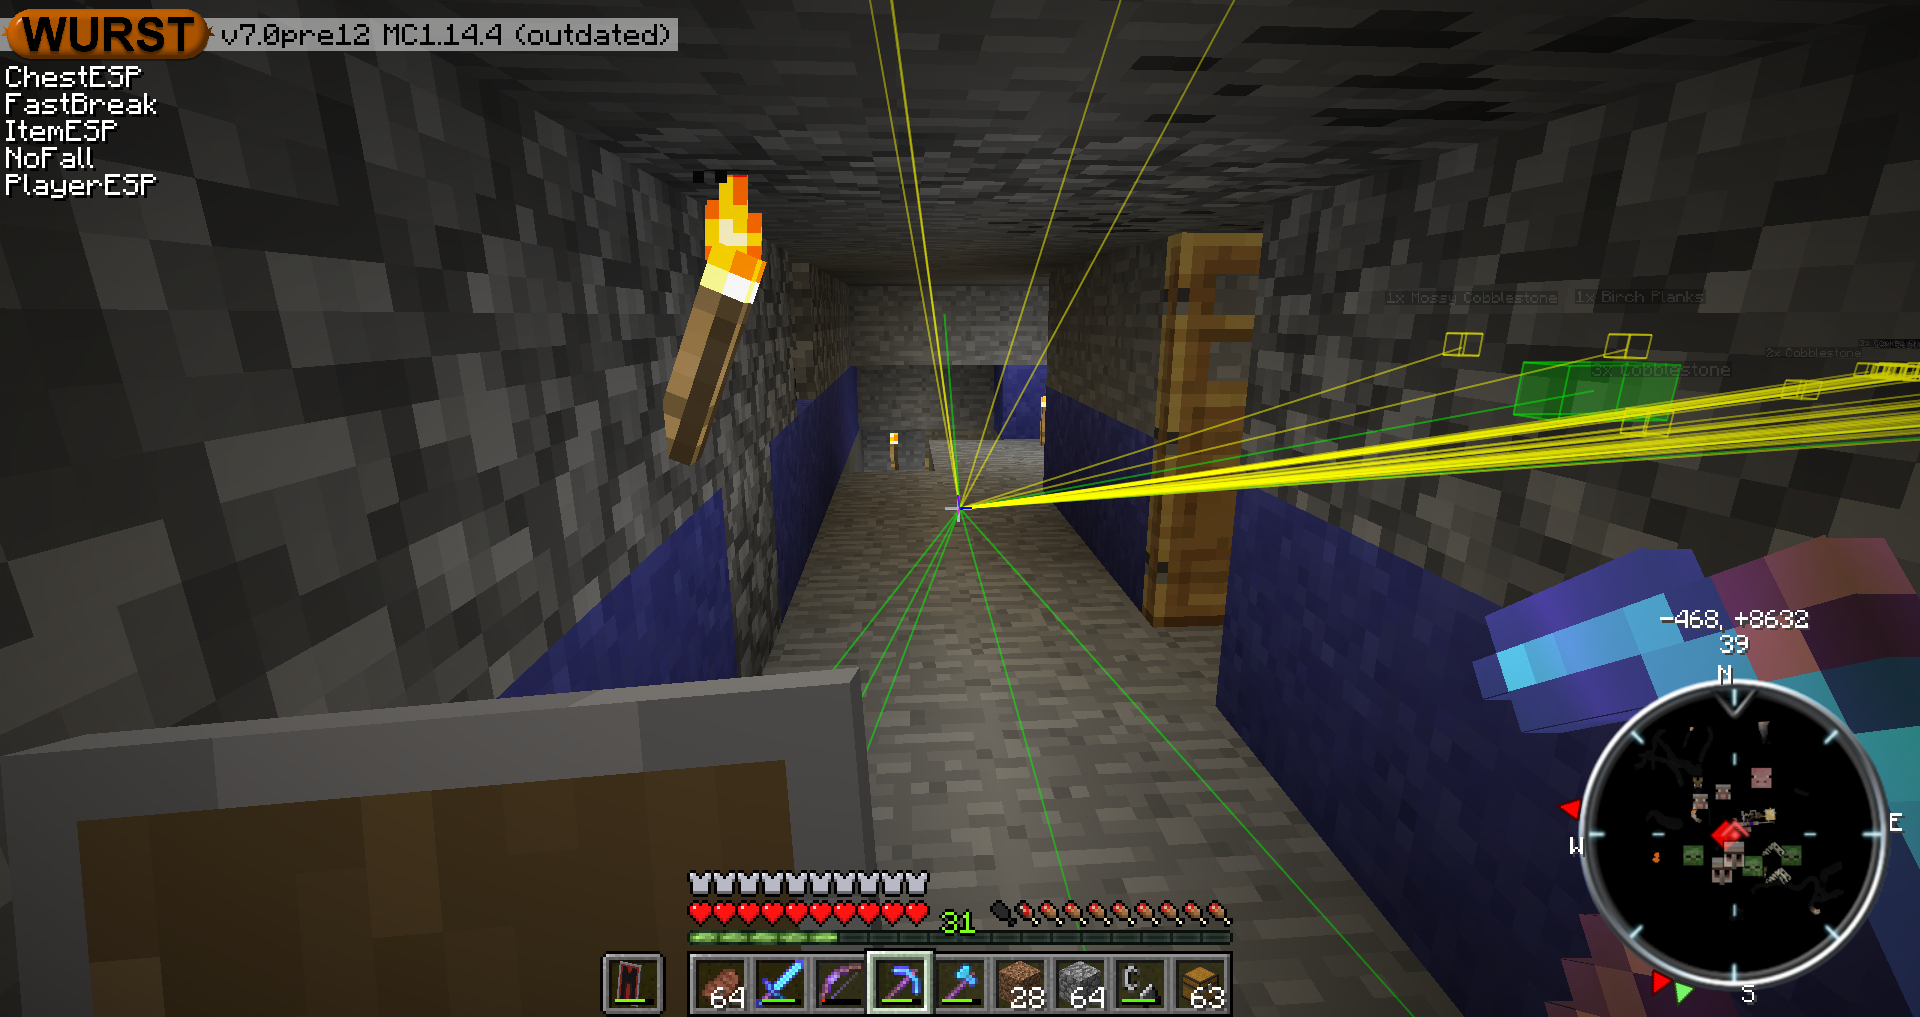 WURST v7.0pre12 MC1.14.4 (outdated)
ChestESP
FastBreak
ItemESP
NoFall
PlayerESP
1x Mossy Cobblestone
1x Birch Planks
2x Cobblestone
3x Cobblestone
-468, +8632
39
N
E
W
S
31
64
28
64
63